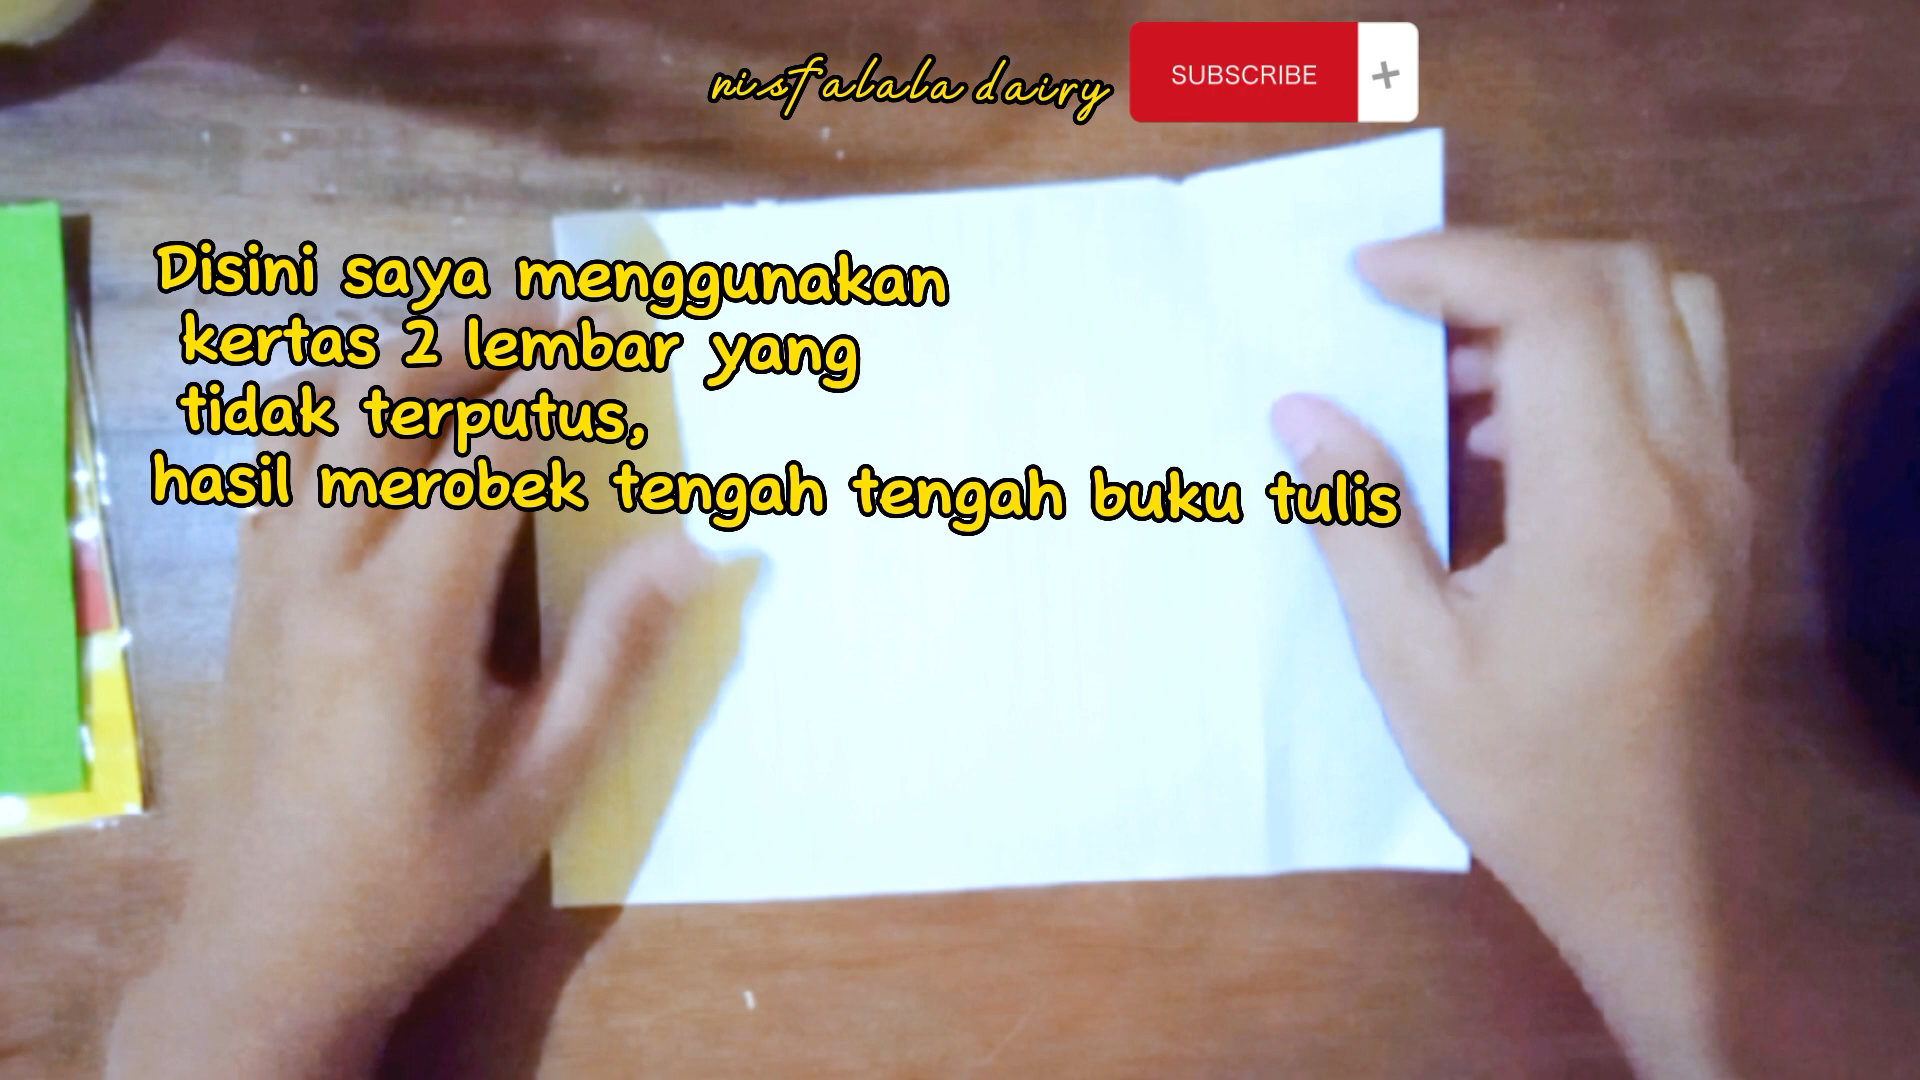 nisfalala dairy
SUBSCRIBE +
Disini saya menggunakan
kertas 2 lembar yang
tidak terputus,
hasil merobek tengah tengah buku tulis